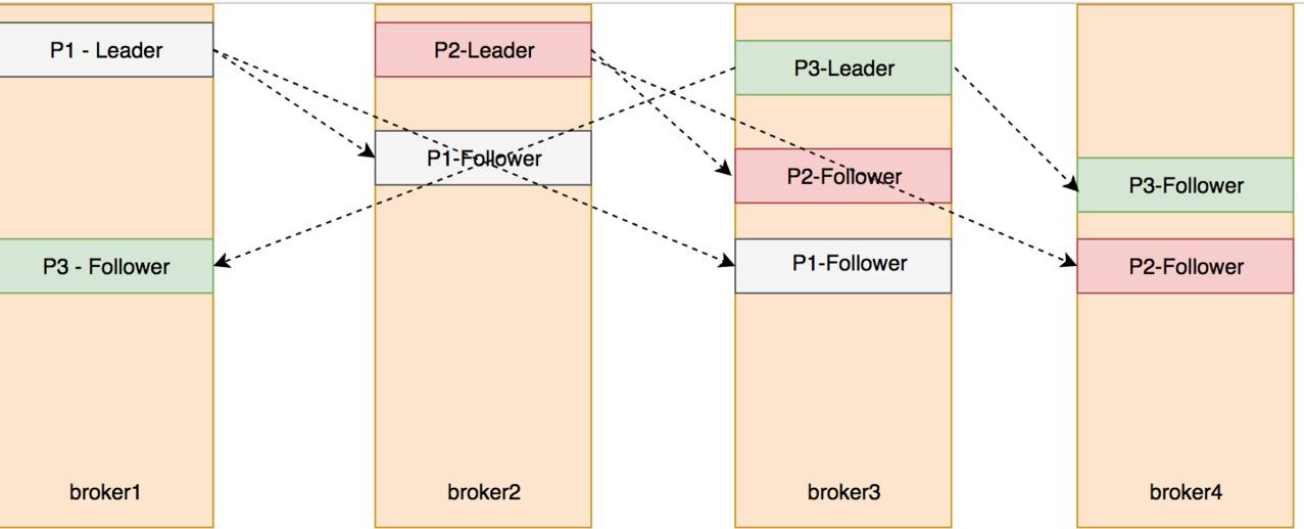 P1 - Leader
P3 - Follower
broker1
P2-Leader
P1-Follower
broker2
P3-Leader
P2-Follower
P1-Follower
broker3
P3-Follower
P2-Follower
broker4